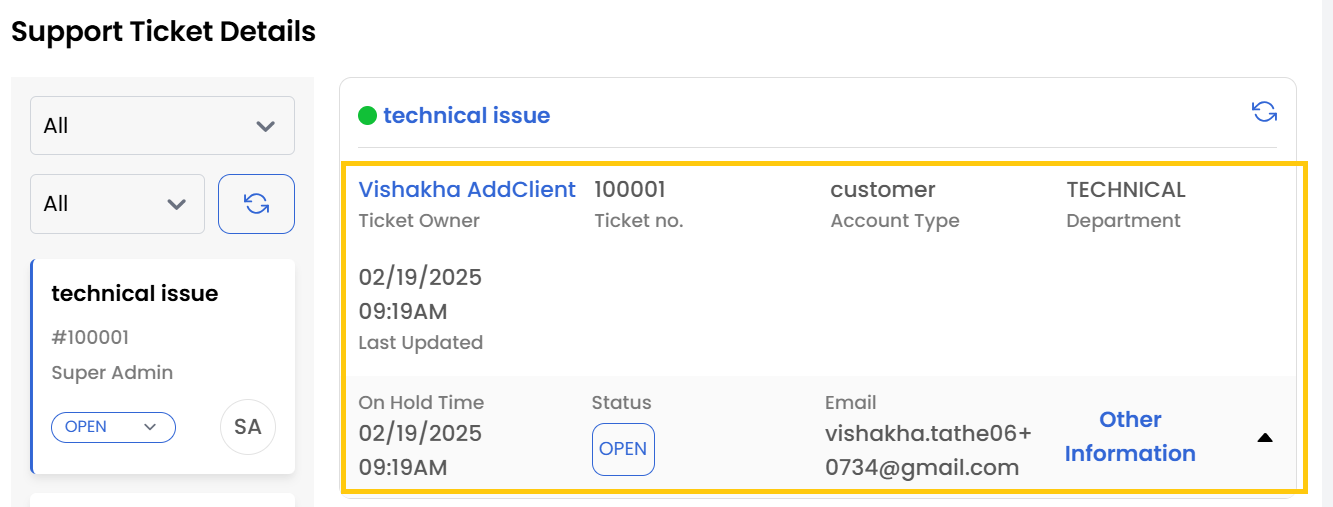 Support Ticket Details
All
All
technical issue
#100001
Super Admin
OPEN
SA
technical issue
Vishakha AddClient
Ticket Owner
100001
Ticket no.
customer
Account Type
TECHNICAL
Department
02/19/2025
09:19AM
Last Updated
On Hold Time
02/19/2025
09:19AM
Status
OPEN
Email
vishakha.tathe06+
0734@gmail.com
Other
Information